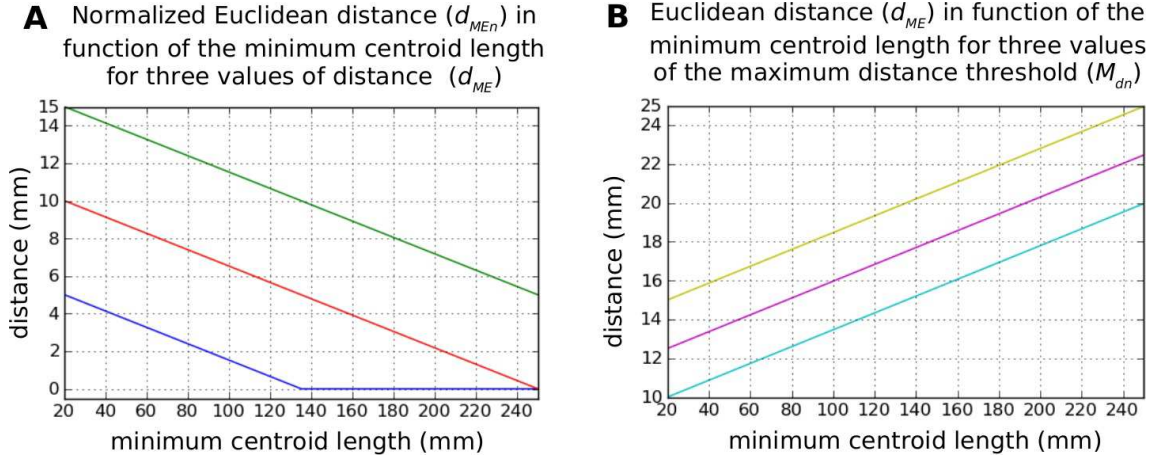 A
Normalized Euclidean distance (dMEn) in
function of the minimum centroid length
for three values of distance (dME)
15
14
12
10
8
6
4
2
0
distance (mm)
20 40 60 80 100 120 140 160 180 200 220 240
minimum centroid length (mm)
B
Euclidean distance (dME) in function of the
minimum centroid length for three values
of the maximum distance threshold (Mdn)
25
24
22
20
18
16
14
12
10
distance (mm)
20 40 60 80 100 120 140 160 180 200 220 240
minimum centroid length (mm)